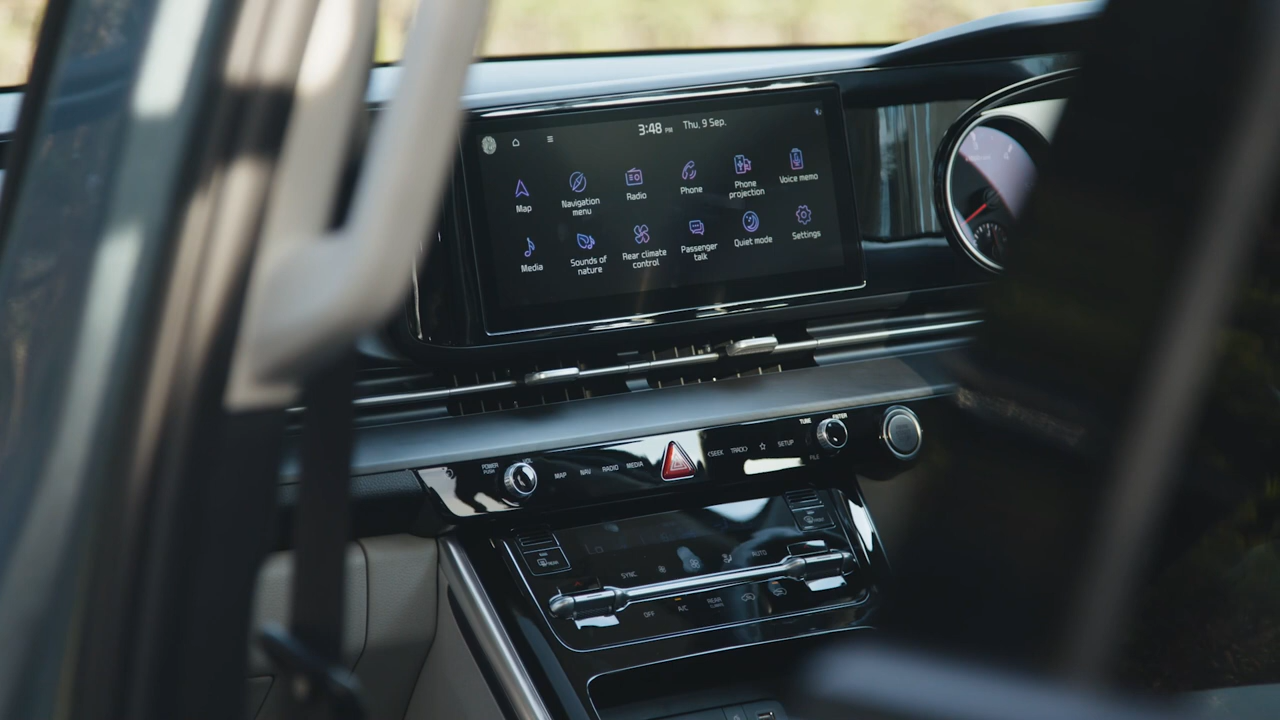 3:48 PM Thu, 9 Sep.
Map
Navigation
menu
Radio
Phone
Phone
projection
Voice memo
Media
Sounds of
nature
Rear climate
control
Passenger
talk
Quiet mode
Settings
POWER
PUSH
VOL
MAP
NAV
RADIO
MEDIA
SEEK
TRACK
SETUP
TUNE
ENTER
FILE
SYNC
AUTO
OFF
A/C
REAR
REAR